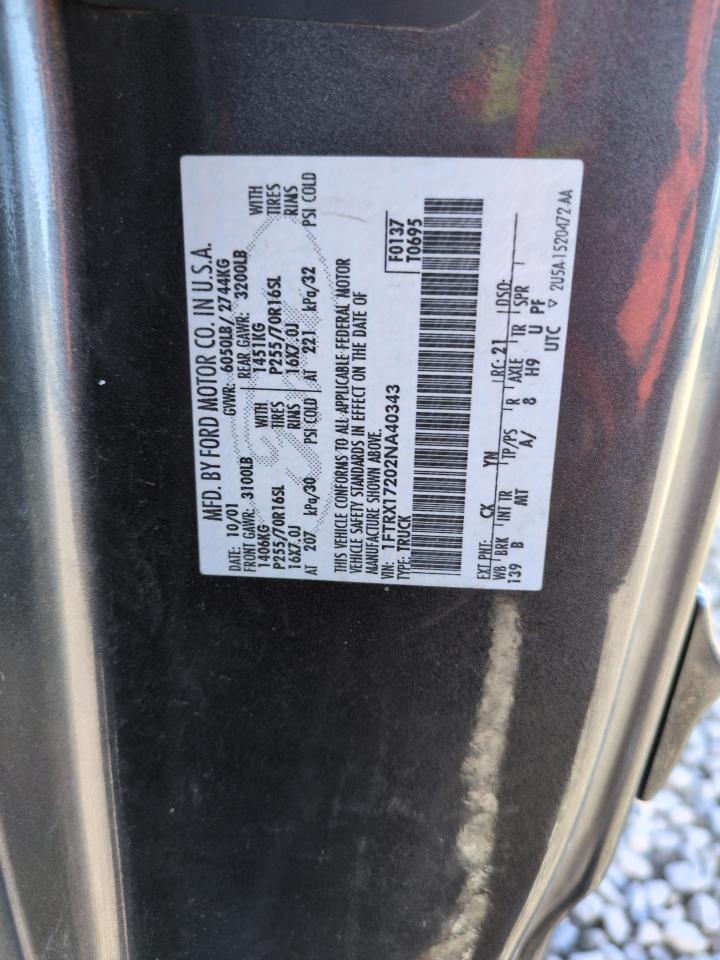 MFD. BY FORD MOTOR CO. IN U.S.A.
DATE: 10/01 GVWR: 6050LB/ 2744KG
FRONT GAWR: 3100LB REAR GAWR: 3200LB
1406KG WITH 1451KG WITH
P255/70R16SL TIRES P255/70R16SL TIRES
16X7.0J RIMS 16X7.0J RIMS
AT 207 kPa/30 PSI COLD AT 221 kPa/32 PSI COLD
THIS VEHICLE CONFORMS TO ALL APPLICABLE FEDERAL MOTOR
VEHICLE SAFETY STANDARDS IN EFFECT ON THE DATE OF
MANUFACTURE SHOWN ABOVE.
VIN: 1FTRX17202NA40343 F0137
TYPE: TRUCK T0695
EXT PNT: CX YN RC: 21 DSO:
WB BRK INT TR TP/PS R AXLE TR SPR
139 B MT A/ 8 H9 U PF
UTC ▽ 2U5A-1520472 AA